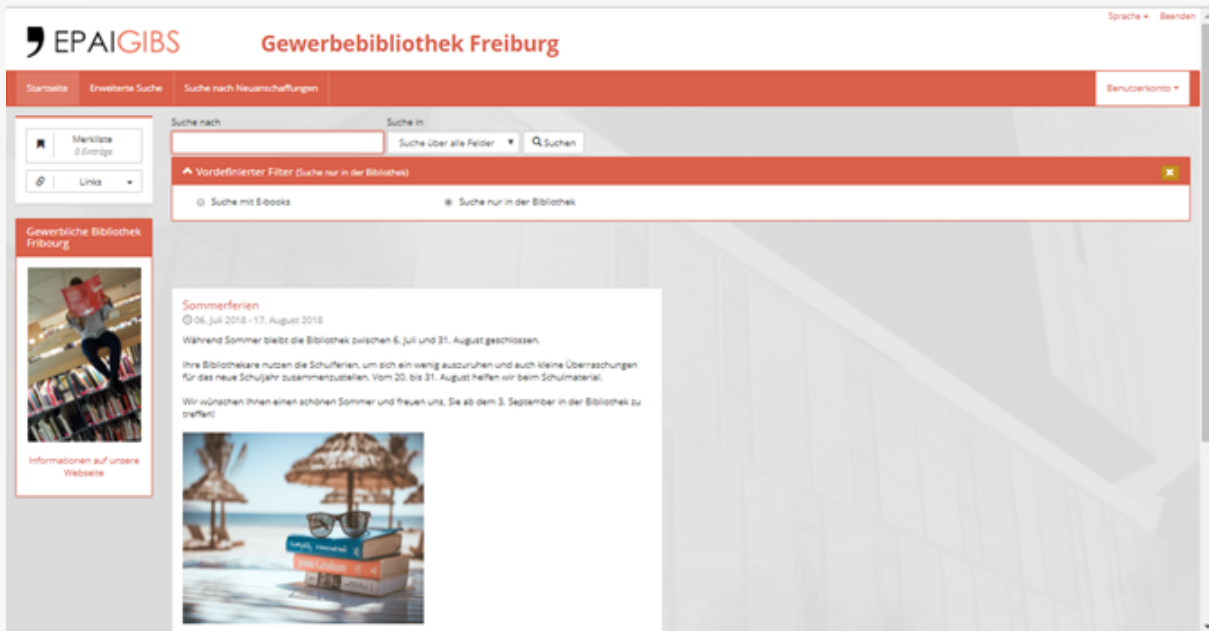 Sprache Beenden
EPAIGIBS
Gewerbebibliothek Freiburg
Startseite Erweiterte Suche Suche nach Neuanschaffungen Benutzerkonto
Merkliste
0 Einträge
Links
Suche nach Suche in
Suche über alle Felder Suchen
Vordefinierter Filter (Suche nur in der Bibliothek)
Suche mit E-books Suche nur in der Bibliothek
Gewerbliche Bibliothek
Fribourg
Informationen auf unsere
Webseite
Sommerferien
06. Juli 2018 - 17. August 2018
Während Sommer bleibt die Bibliothek zwischen 6. Juli und 31. August geschlossen.
Ihre Bibliothekare nutzen die Schulferien, um sich ein wenig auszuruhen und auch kleine Überraschungen
für das neue Schuljahr zusammenzustellen. Vom 20. bis 31. August helfen wir beim Schulmaterial.
Wir wünschen Ihnen einen schönen Sommer und freuen uns, Sie ab dem 3. September in der Bibliothek zu
treffen!